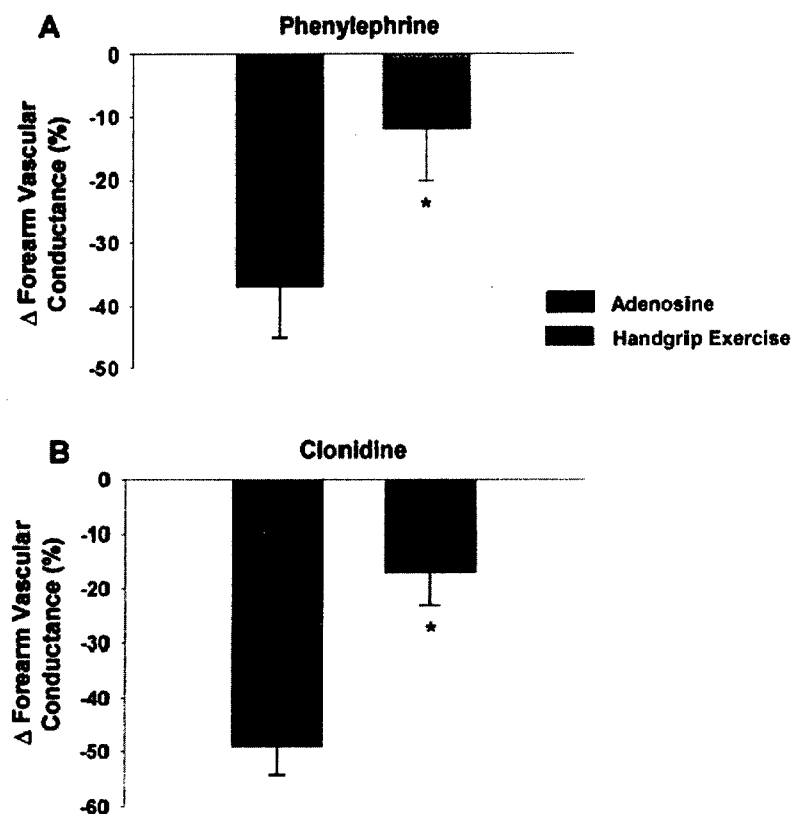 A
Phenylephrine
0
-10
-20
-30
-40
-50
Δ Forearm Vascular
Conductance (%)
*
Adenosine
Handgrip Exercise
B
Clonidine
0
-10
-20
-30
-40
-50
-60
Δ Forearm Vascular
Conductance (%)
*